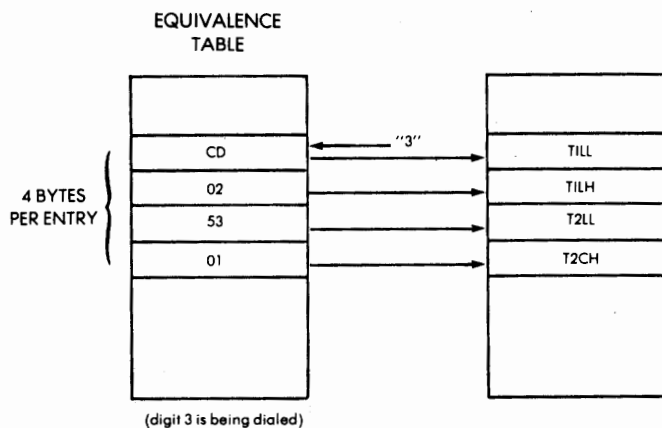 EQUIVALENCE
TABLE
"3"
CD
TILL
4 BYTES
PER ENTRY
02
TILH
53
T2LL
01
T2CH
(digit 3 is being dialed)